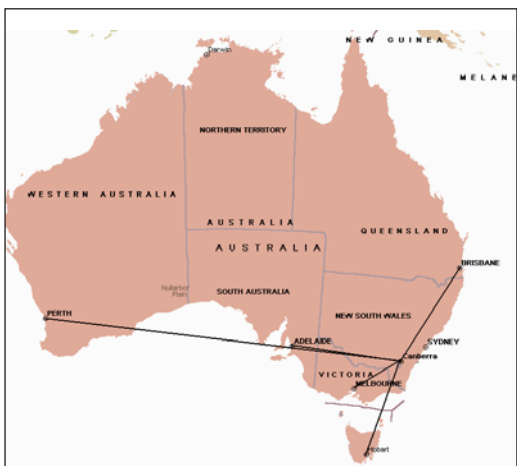 NEW GUINEA
Darwin
MELANE
NORTHERN TERRITORY
WESTERN AUSTRALIA
AUSTRALIA
QUEENSLAND
AUSTRALIA
BRISBANE
Nullarbor
Plain
SOUTH AUSTRALIA
PERTH
NEW SOUTH WALES
ADELAIDE
SYDNEY
Canberra
VICTORIA
MELBOURNE
Hobart